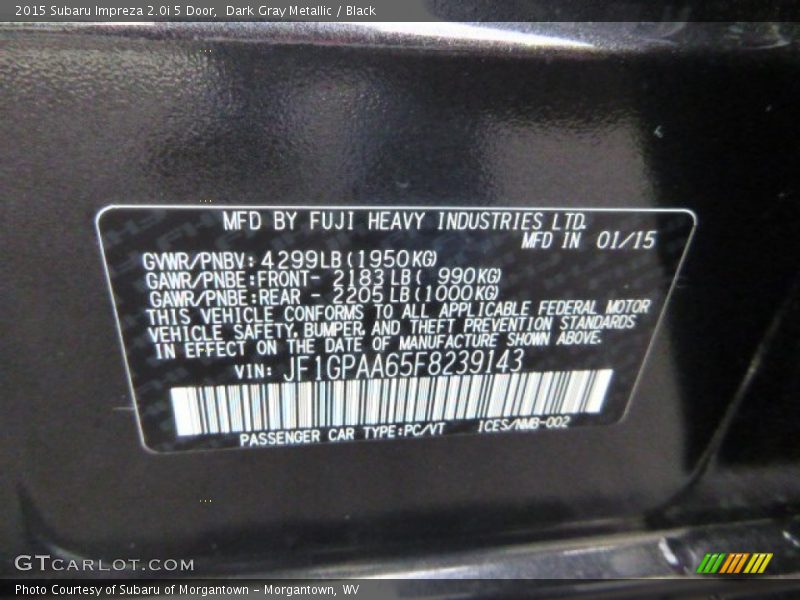 2015 Subaru Impreza 2.0i 5 Door,  Dark Gray Metallic / Black
MFD BY FUJI HEAVY INDUSTRIES LTD.
MFD IN 01/15
GVWR/PNBV: 4299LB(1950KG)
GAWR/PNBE:FRONT- 2183LB( 990KG)
GAWR/PNBE:REAR - 2205LB(1000KG)
THIS VEHICLE CONFORMS TO ALL APPLICABLE FEDERAL MOTOR
VEHICLE SAFETY, BUMPER, AND THEFT PREVENTION STANDARDS
IN EFFECT ON THE DATE OF MANUFACTURE SHOWN ABOVE.
VIN: JF1GPAA65F8239143
PASSENGER CAR TYPE:PC/VT ICES/NMB-002
GTCARLOT.COM
Photo Courtesy of Subaru of Morgantown - Morgantown, WV